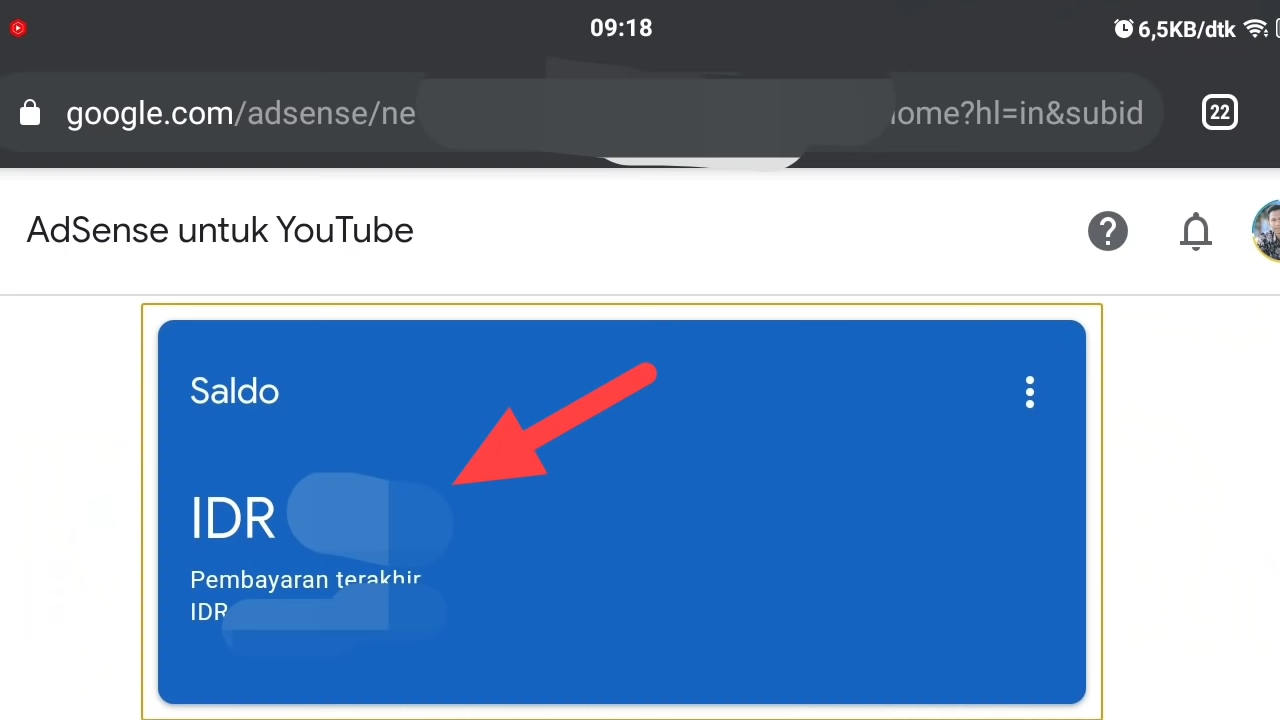 09:18
6,5KB/dtk
google.com/adsense/ne ome?hl=in&subid
22
AdSense untuk YouTube
?
Saldo
IDR
Pembayaran terakhir
IDR